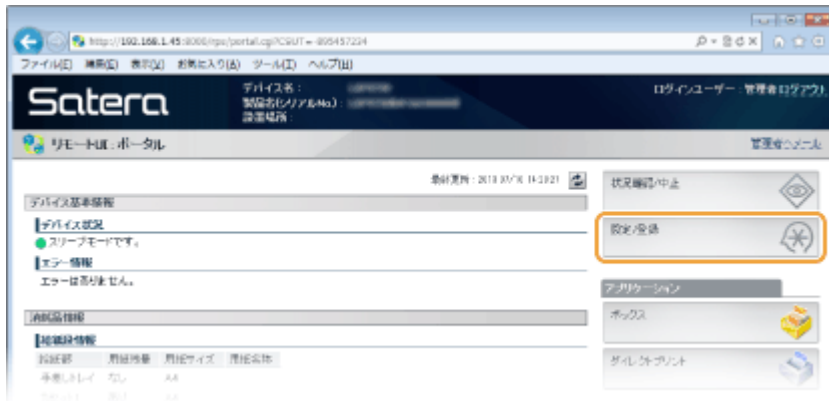 http://192.168.1.45:8000/rps/portal.cgi?CSUT=-895457234
ファイル(E) 編集(E) 表示(V) お気に入り(A) ツール(T) ヘルプ(H)
Satera
デバイス名 :
製品名(シリアルNo.) :
設置場所 :
ログインユーザー : 管理者 ログアウト
リモートUI : ポータル
管理者へメール
最終更新 :
状況確認/中止
デバイス基本情報
デバイス状況
スリープモードです。
設定/登録
エラー情報
エラーはありません。
アプリケーション
消耗品情報
ボックス
給紙段情報
給紙部 用紙残量 用紙サイズ 用紙名称
手差しトレイ なし A4
ダイレクトプリント